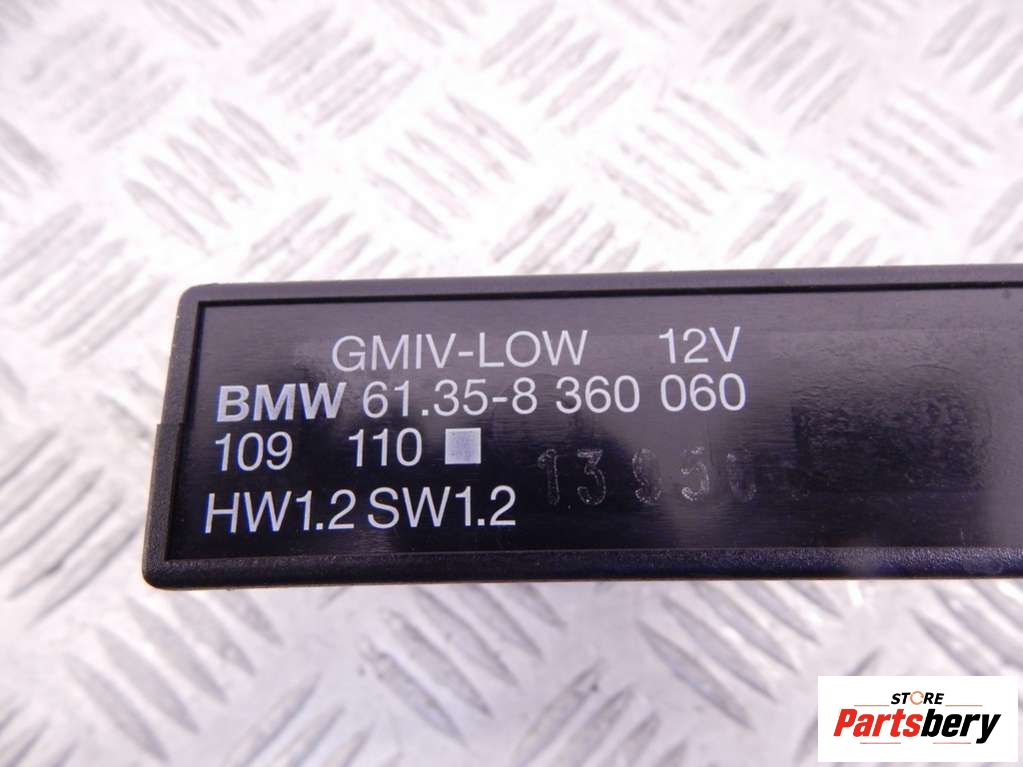 GMIV-LOW 12V
BMW 61.35-8 360 060
109 110
HW1.2 SW1.2
STORE
Partsbery